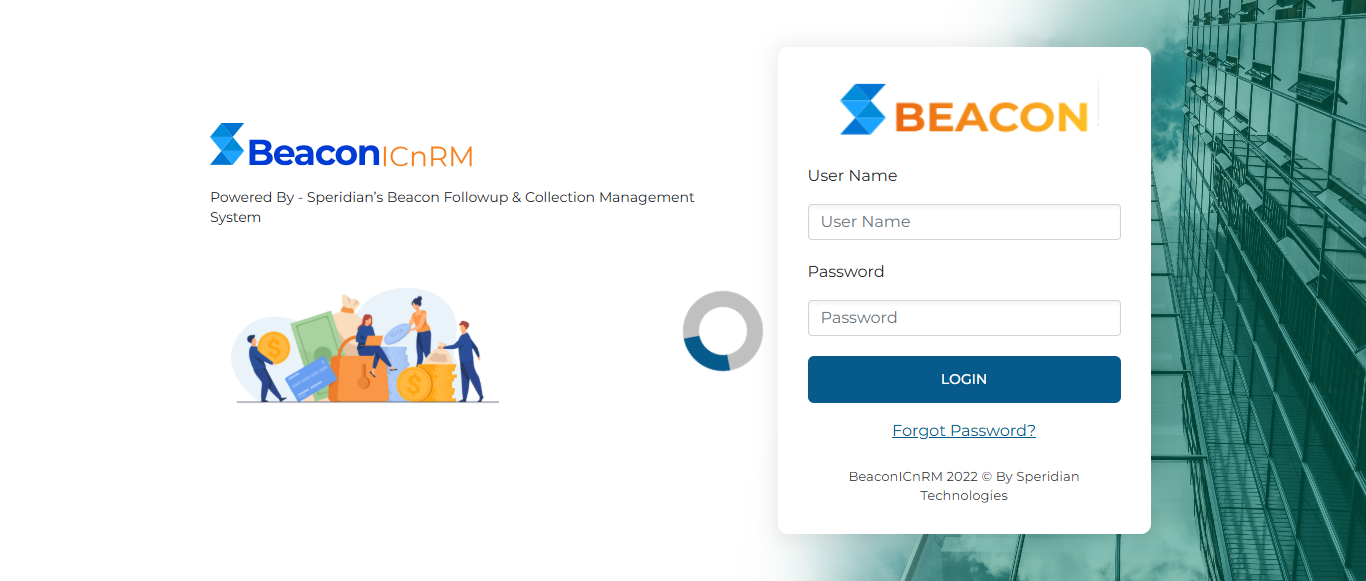 BeaconICnRM
Powered By - Speridian’s Beacon Followup & Collection Management
System
BEACON
User Name
User Name
Password
Password
LOGIN
Forgot Password?
BeaconICnRM 2022 © By Speridian
Technologies